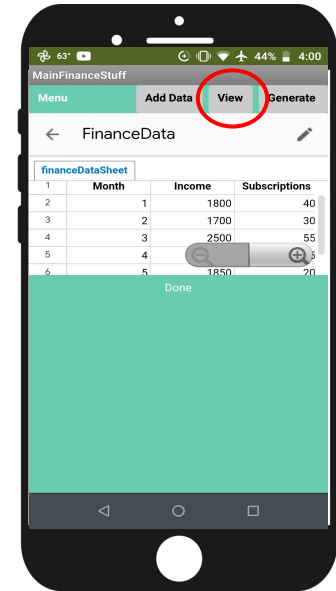 63° 44% 4:00
MainFinanceStuff
Menu Add Data View Generate
FinanceData
financeDataSheet
1 Month Income Subscriptions
2 1 1800 40
3 2 1700 30
4 3 2500 55
5 4
6 5 1850 20
Done